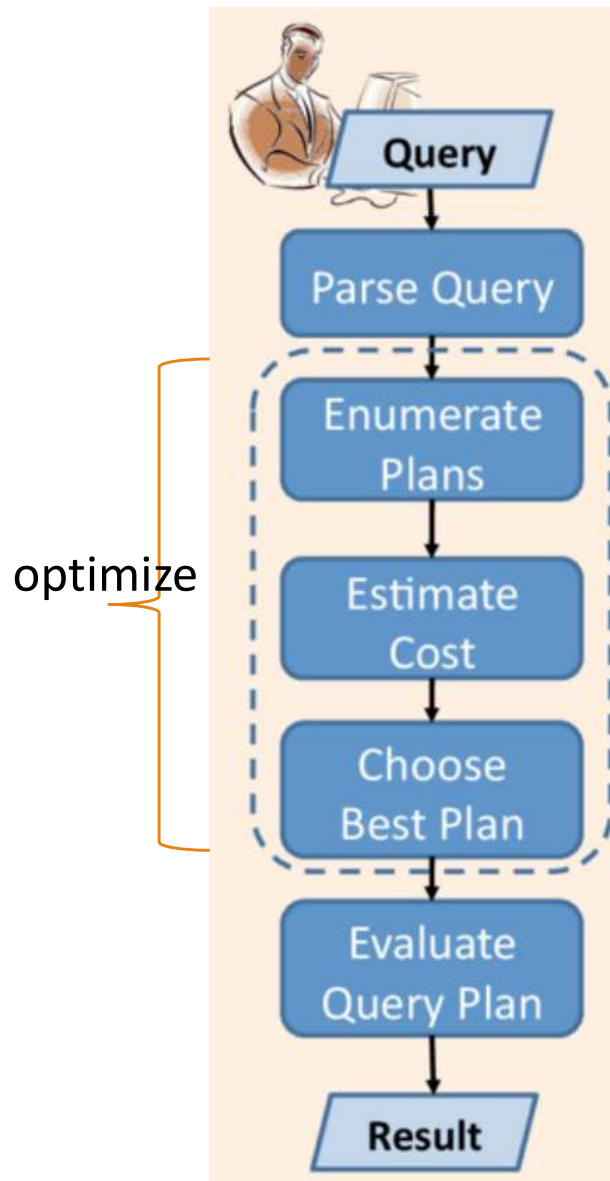 Query
Parse Query
Enumerate
Plans
optimize
Estimate
Cost
Choose
Best Plan
Evaluate
Query Plan
Result